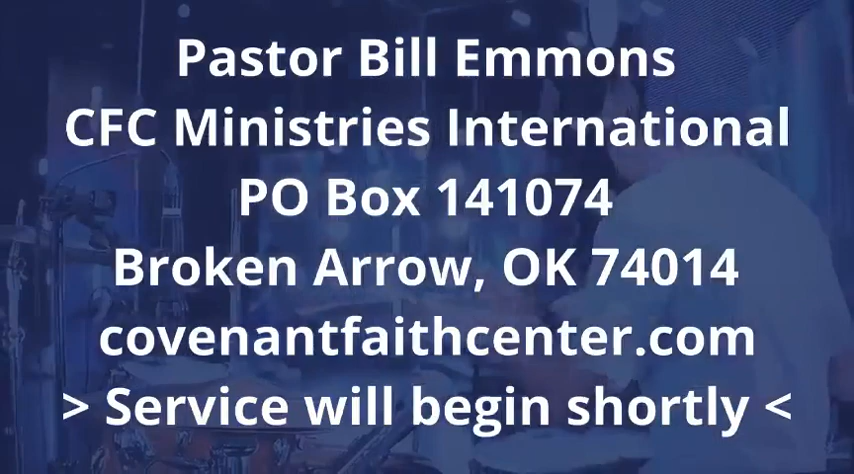 Pastor Bill Emmons
CFC Ministries International
PO Box 141074
Broken Arrow, OK 74014
covenantfaithcenter.com
> Service will begin shortly <